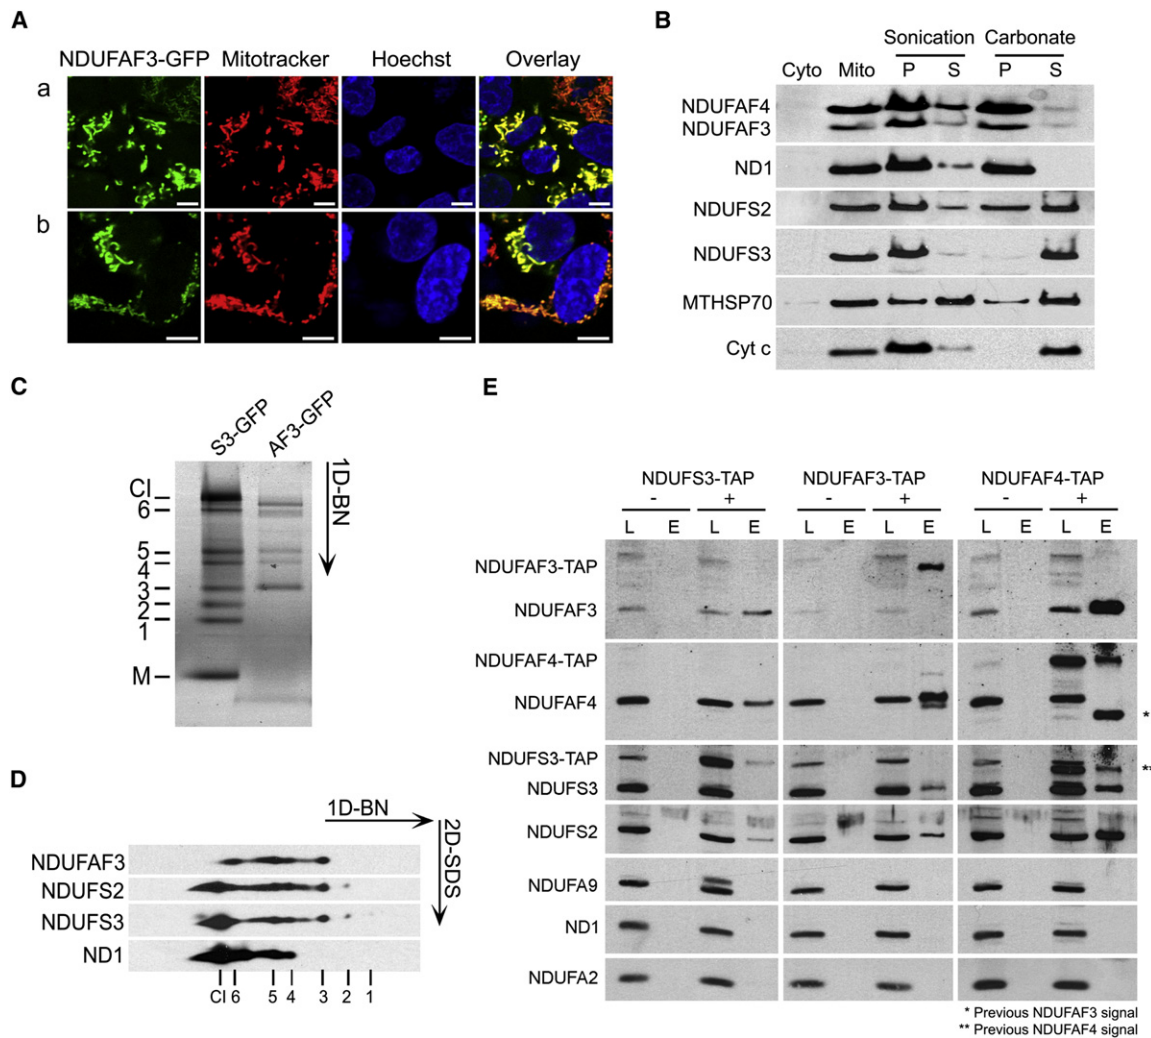 A
NDUFAF3-GFP Mitotracker Hoechst Overlay
a
b
B
Sonication Carbonate
Cyto Mito P S P S
NDUFAF4
NDUFAF3
ND1
NDUFS2
NDUFS3
MTHSP70
Cyt c
C
S3-GFP AF3-GFP
1D-BN
CI
6
5
4
3
2
1
M
D
1D-BN
2D-SDS
NDUFAF3
NDUFS2
NDUFS3
ND1
CI 6 5 4 3 2 1
E
NDUFS3-TAP NDUFAF3-TAP NDUFAF4-TAP
- + - + - +
L E L E L E L E L E L E
NDUFAF3-TAP
NDUFAF3
NDUFAF4-TAP
NDUFAF4
*
NDUFS3-TAP
**
NDUFS3
NDUFS2
NDUFA9
ND1
NDUFA2
* Previous NDUFAF3 signal
** Previous NDUFAF4 signal